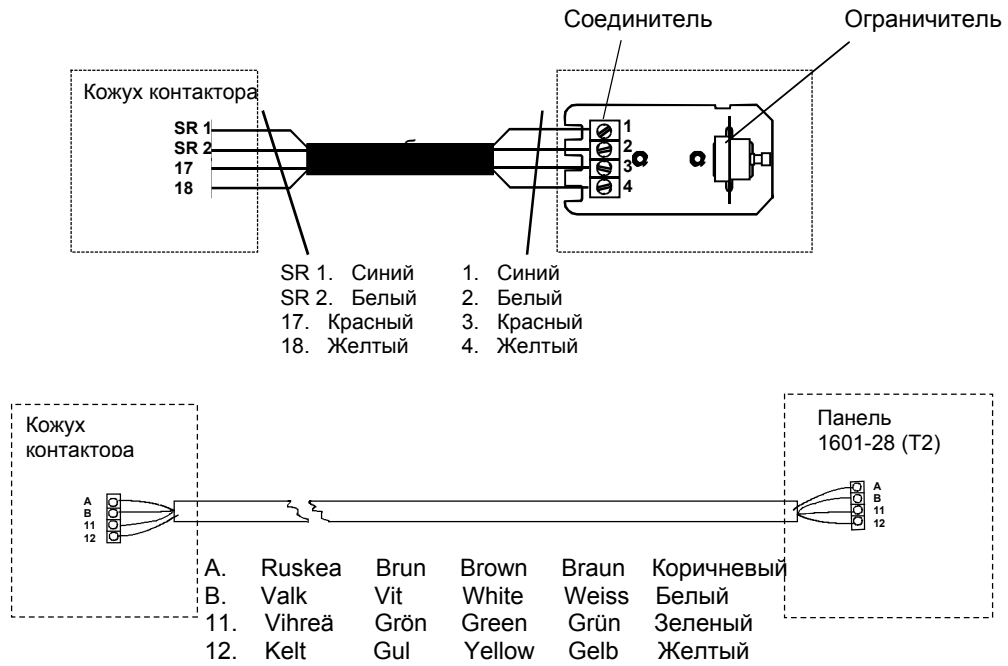 Соединитель Ограничитель
Кожух контактора
SR 1
SR 2
17
18
1
2
3
4
SR 1. Синий 1. Синий
SR 2. Белый 2. Белый
17. Красный 3. Красный
18. Желтый 4. Желтый
Кожух
контактора
Панель
1601-28 (T2)
A
B
11
12
A
B
11
12
A. Ruskea Brun Brown Braun Коричневый
B. Valk Vit White Weiss Белый
11. Vihreä Grön Green Grün Зеленый
12. Kelt Gul Yellow Gelb Желтый